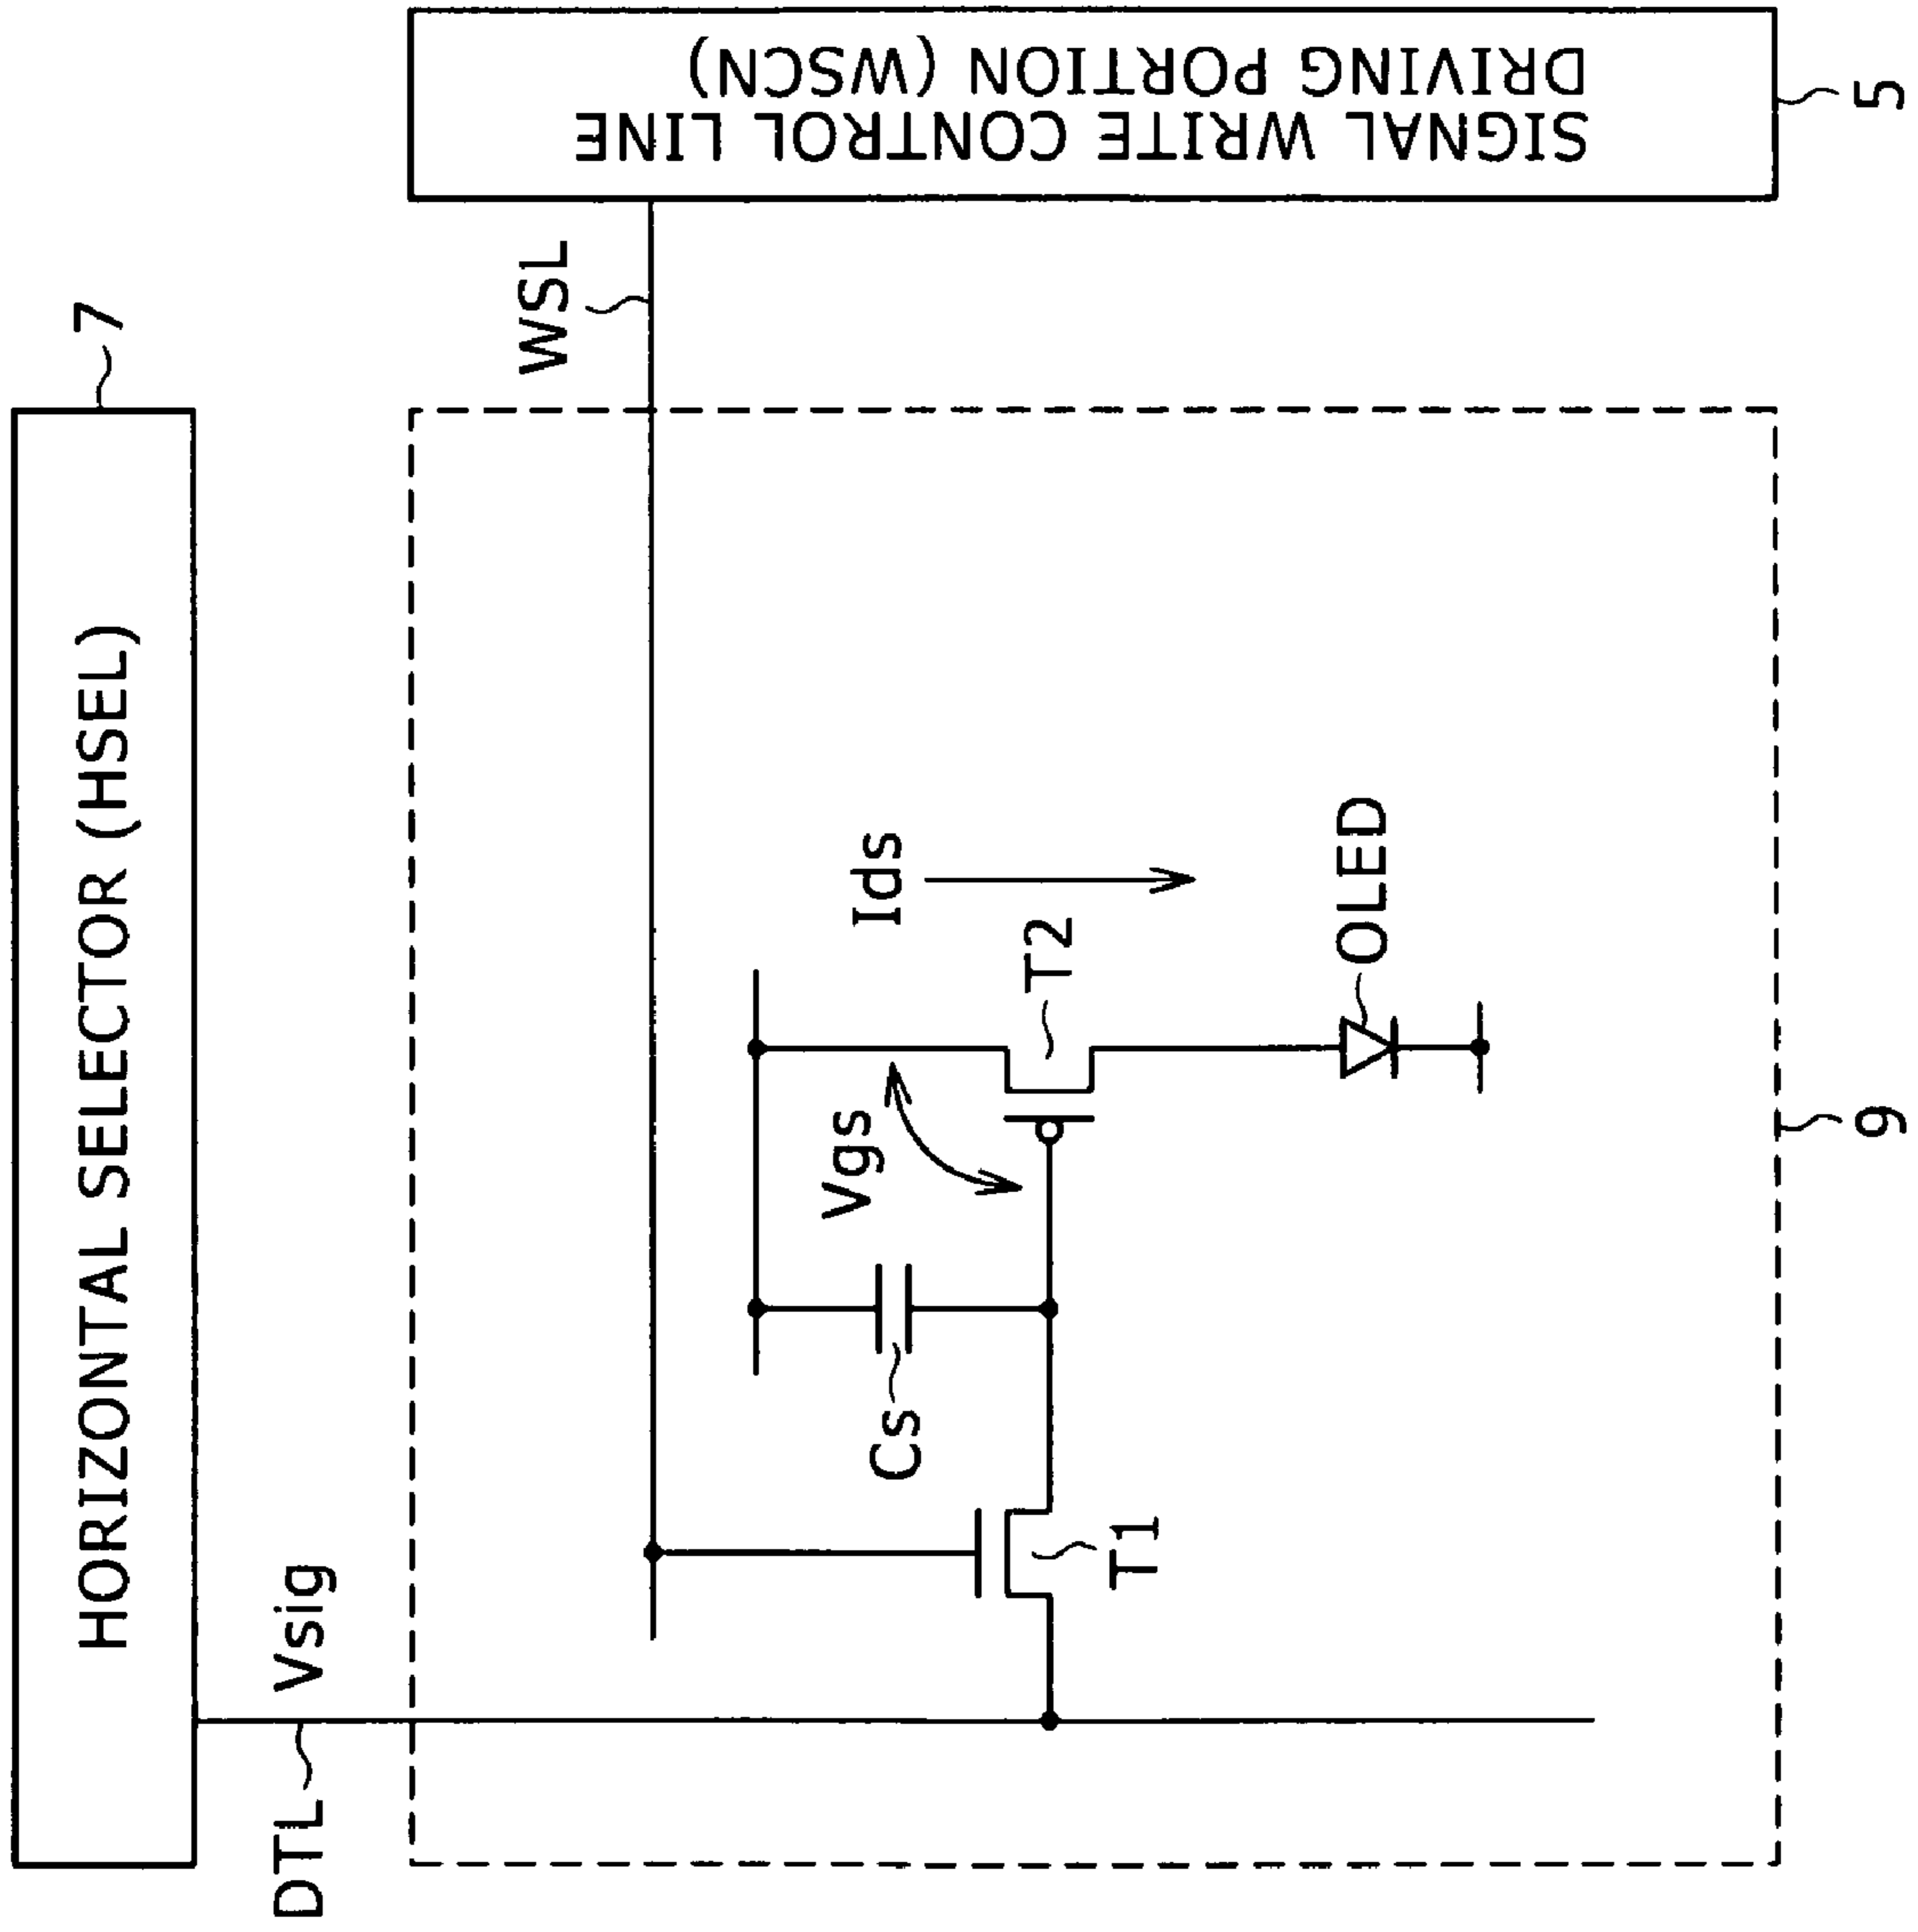 HORIZONTAL SELECTOR (HSEL)
7
DTL
Vsig
WSL
SIGNAL WRITE CONTROL LINE
DRIVING PORTION (WSCN)
5
Cs
Vgs
Ids
T1
T2
OLED
9